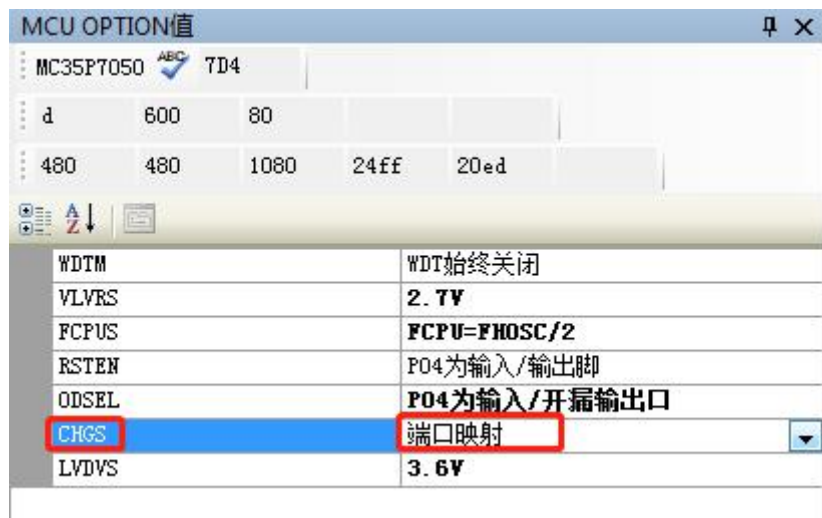 MCU OPTION值
MC35P7050 ABC 7D4
d 600 80
480 480 1080 24ff 20ed
A
Z
WDTM WDT始终关闭
VLVRS 2.7V
FCPUS FCPU=FHOSC/2
RSTEN P04为输入/输出脚
ODSEL P04为输入/开漏输出口
CHGS 端口映射
LVDVS 3.6V